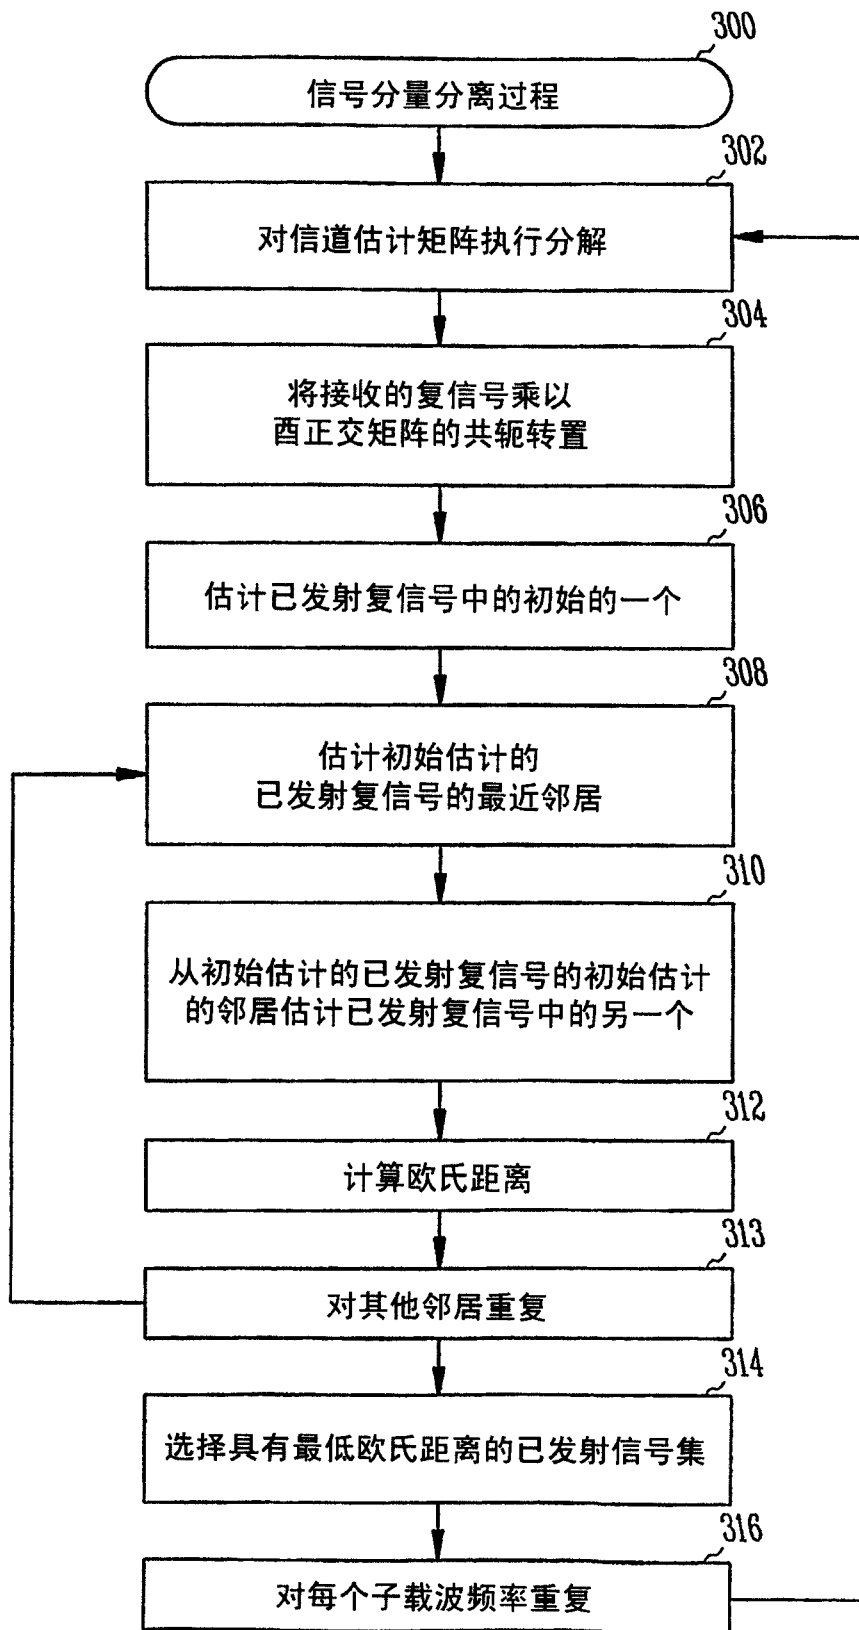 300
信号分量分离过程
302
对信道估计矩阵执行分解
304
将接收的复信号乘以
酉正交矩阵的共轭转置
306
估计已发射复信号中的初始的一个
308
估计初始估计的
已发射复信号的最近邻居
310
从初始估计的已发射复信号的初始估计
的邻居估计已发射复信号中的另一个
312
计算欧氏距离
313
对其他邻居重复
314
选择具有最低欧氏距离的已发射信号集
316
对每个子载波频率重复